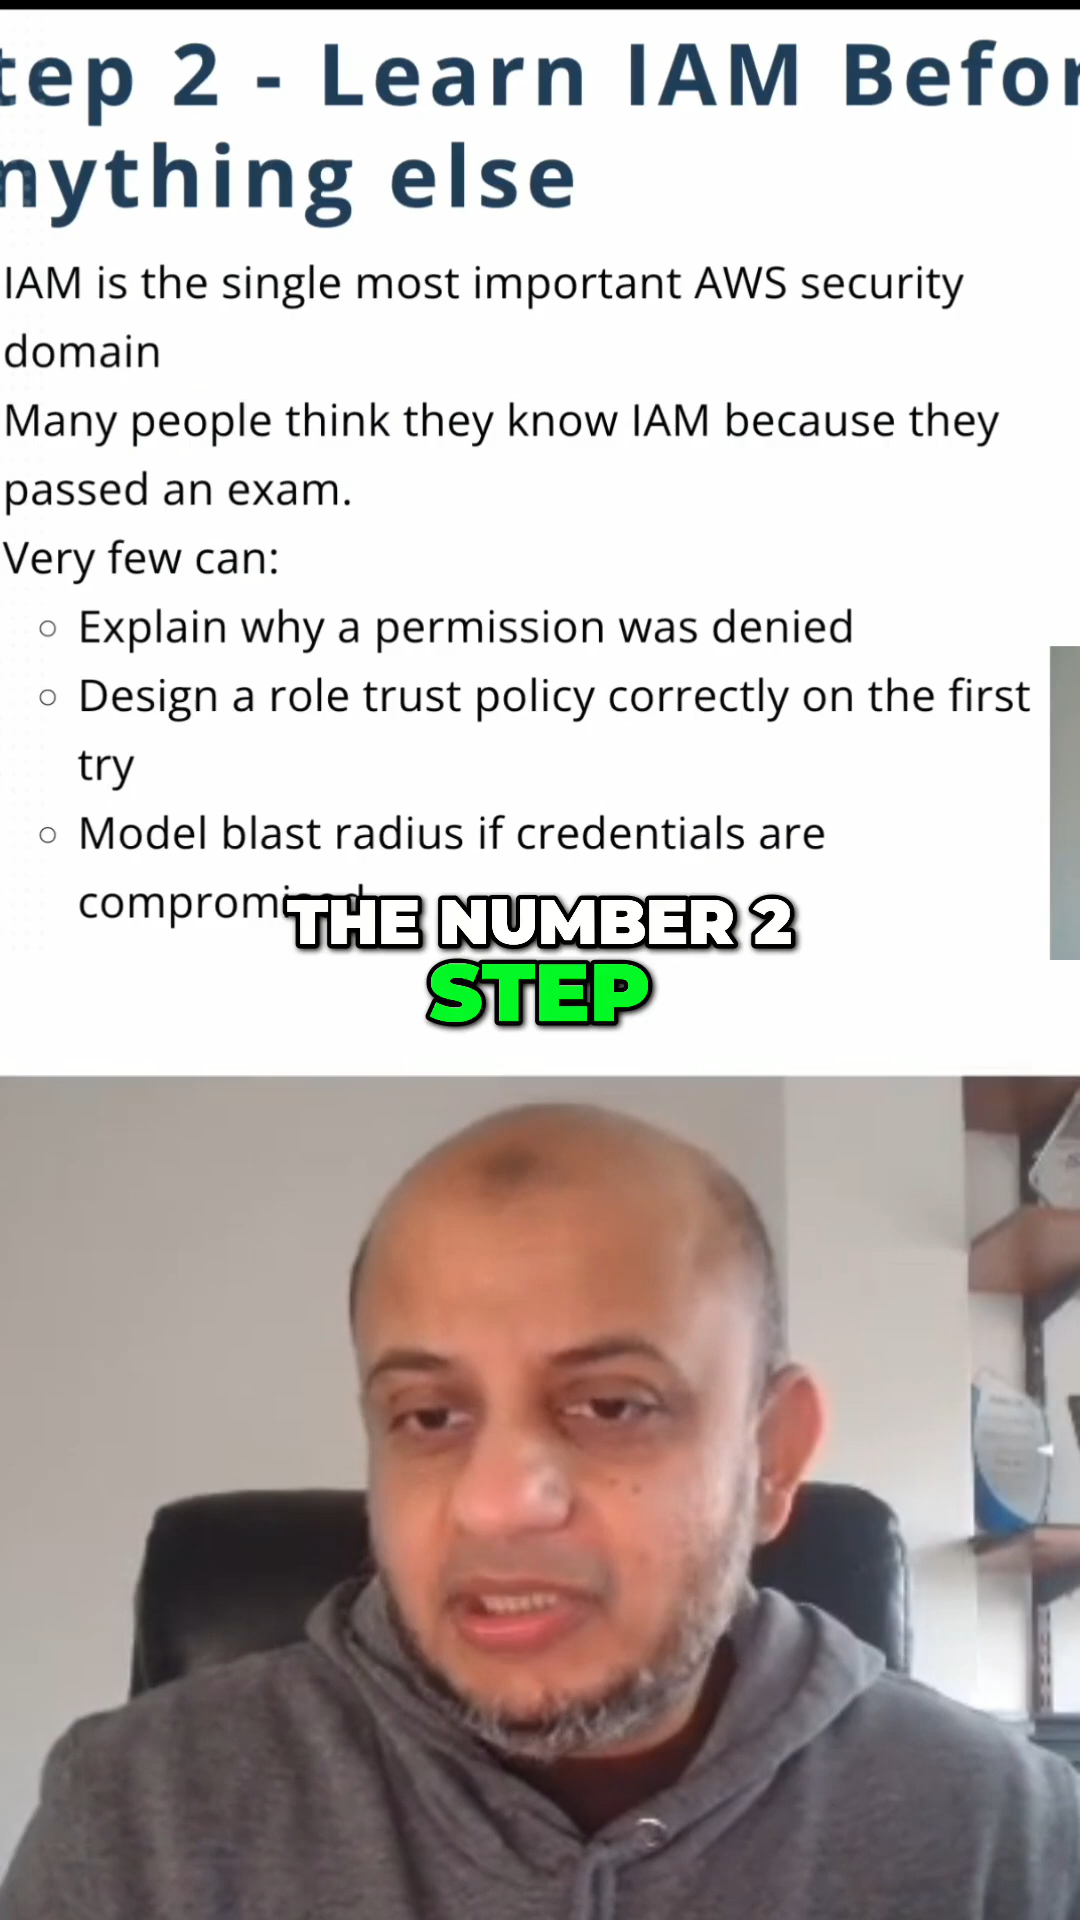 tep 2 - Learn IAM Befor
nything else
IAM is the single most important AWS security
domain
Many people think they know IAM because they
passed an exam.
Very few can:
○ Explain why a permission was denied
○ Design a role trust policy correctly on the first
try
○ Model blast radius if credentials are
compromised
THE NUMBER 2
STEP